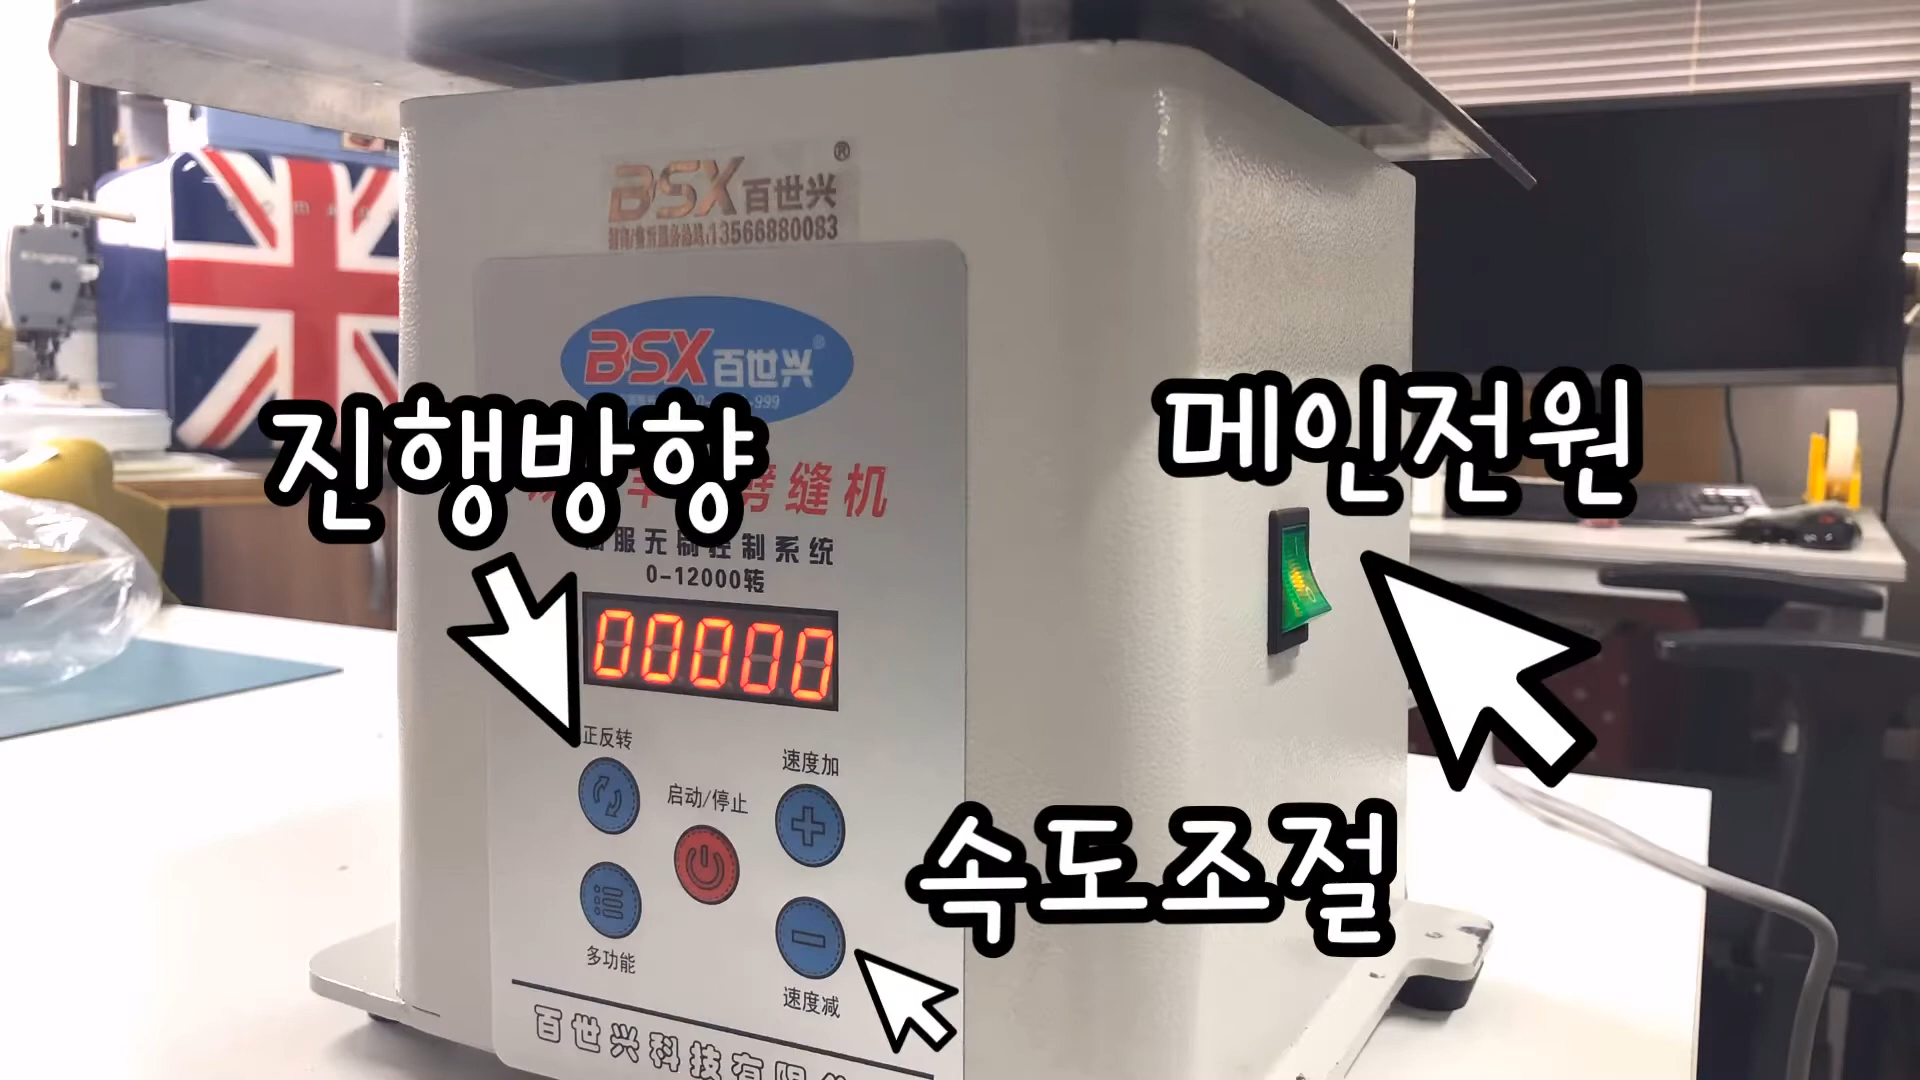 BSX百世兴®
13566880083
BSX百世兴®
999
진행방향
메인전원
缝机
服无刷控制系统
0-12000转
00000
正反转
速度加
启动/停止
속도조절
多功能
速度减
百世兴科技有限